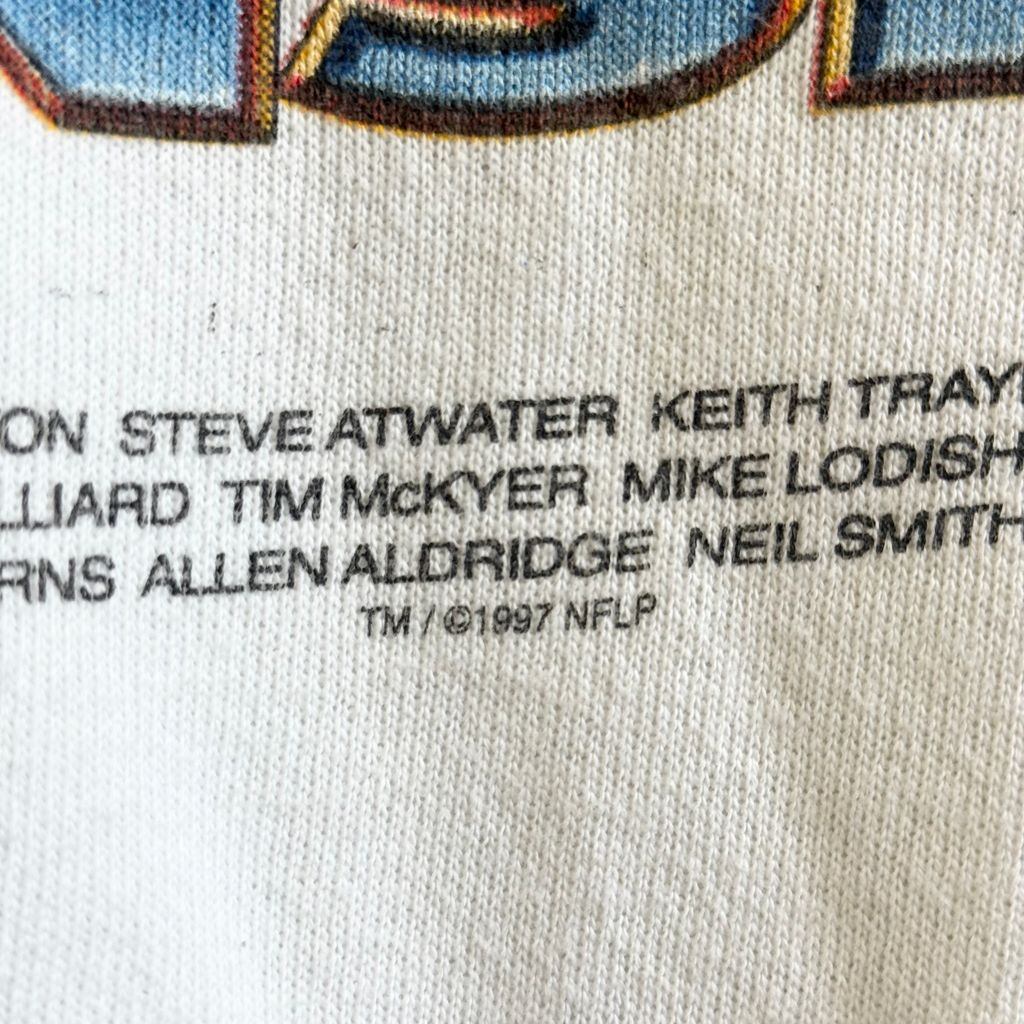 ON STEVE ATWATER KEITH TRAY
LLIARD TIM McKYER MIKE LODISH
RNS ALLEN ALDRIDGE NEIL SMITH
TM / ©1997 NFLP